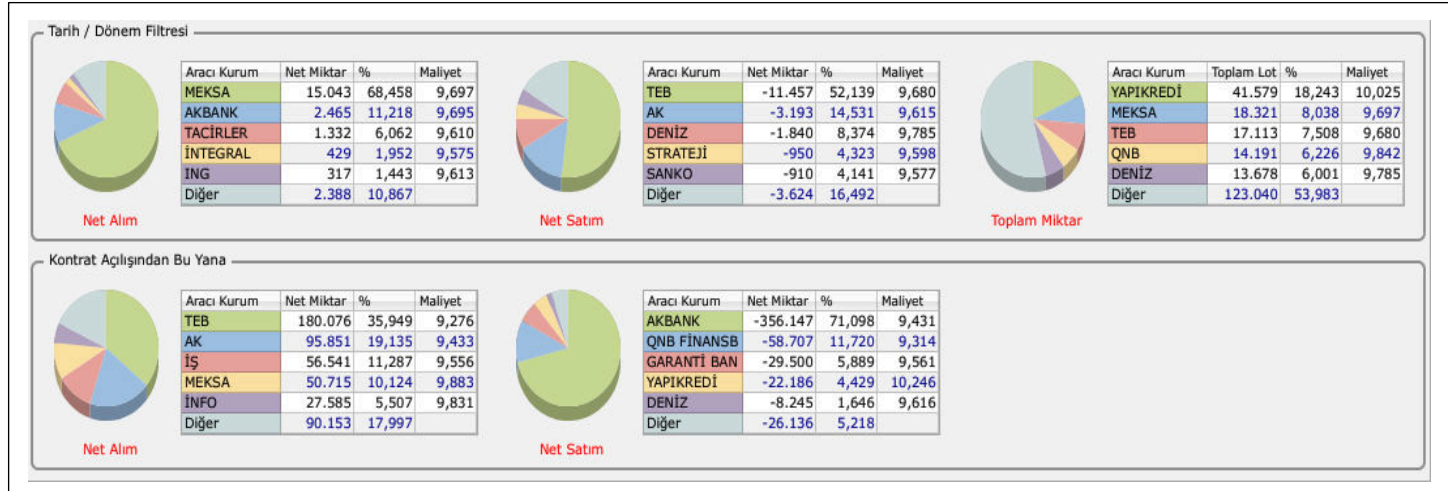 Tarih / Dönem Filtresi
Aracı Kurum Net Miktar % Maliyet
MEKSA 15.043 68,458 9,697
AKBANK 2.465 11,218 9,695
TACİRLER 1.332 6,062 9,610
İNTEGRAL 429 1,952 9,575
ING 317 1,443 9,613
Diğer 2.388 10,867
Net Alım
Aracı Kurum Net Miktar % Maliyet
TEB -11.457 52,139 9,680
AK -3.193 14,531 9,615
DENİZ -1.840 8,374 9,785
STRATEJİ -950 4,323 9,598
SANKO -910 4,141 9,577
Diğer -3.624 16,492
Net Satım
Aracı Kurum Toplam Lot % Maliyet
YAPIKREDİ 41.579 18,243 10,025
MEKSA 18.321 8,038 9,697
TEB 17.113 7,508 9,680
QNB 14.191 6,226 9,842
DENİZ 13.678 6,001 9,785
Diğer 123.040 53,983
Toplam Miktar
Kontrat Açılışından Bu Yana
Aracı Kurum Net Miktar % Maliyet
TEB 180.076 35,949 9,276
AK 95.851 19,135 9,433
İŞ 56.541 11,287 9,556
MEKSA 50.715 10,124 9,883
İNFO 27.585 5,507 9,831
Diğer 90.153 17,997
Net Alım
Aracı Kurum Net Miktar % Maliyet
AKBANK -356.147 71,098 9,431
QNB FİNANSB -58.707 11,720 9,314
GARANTİ BAN -29.500 5,889 9,561
YAPIKREDİ -22.186 4,429 10,246
DENİZ -8.245 1,646 9,616
Diğer -26.136 5,218
Net Satım